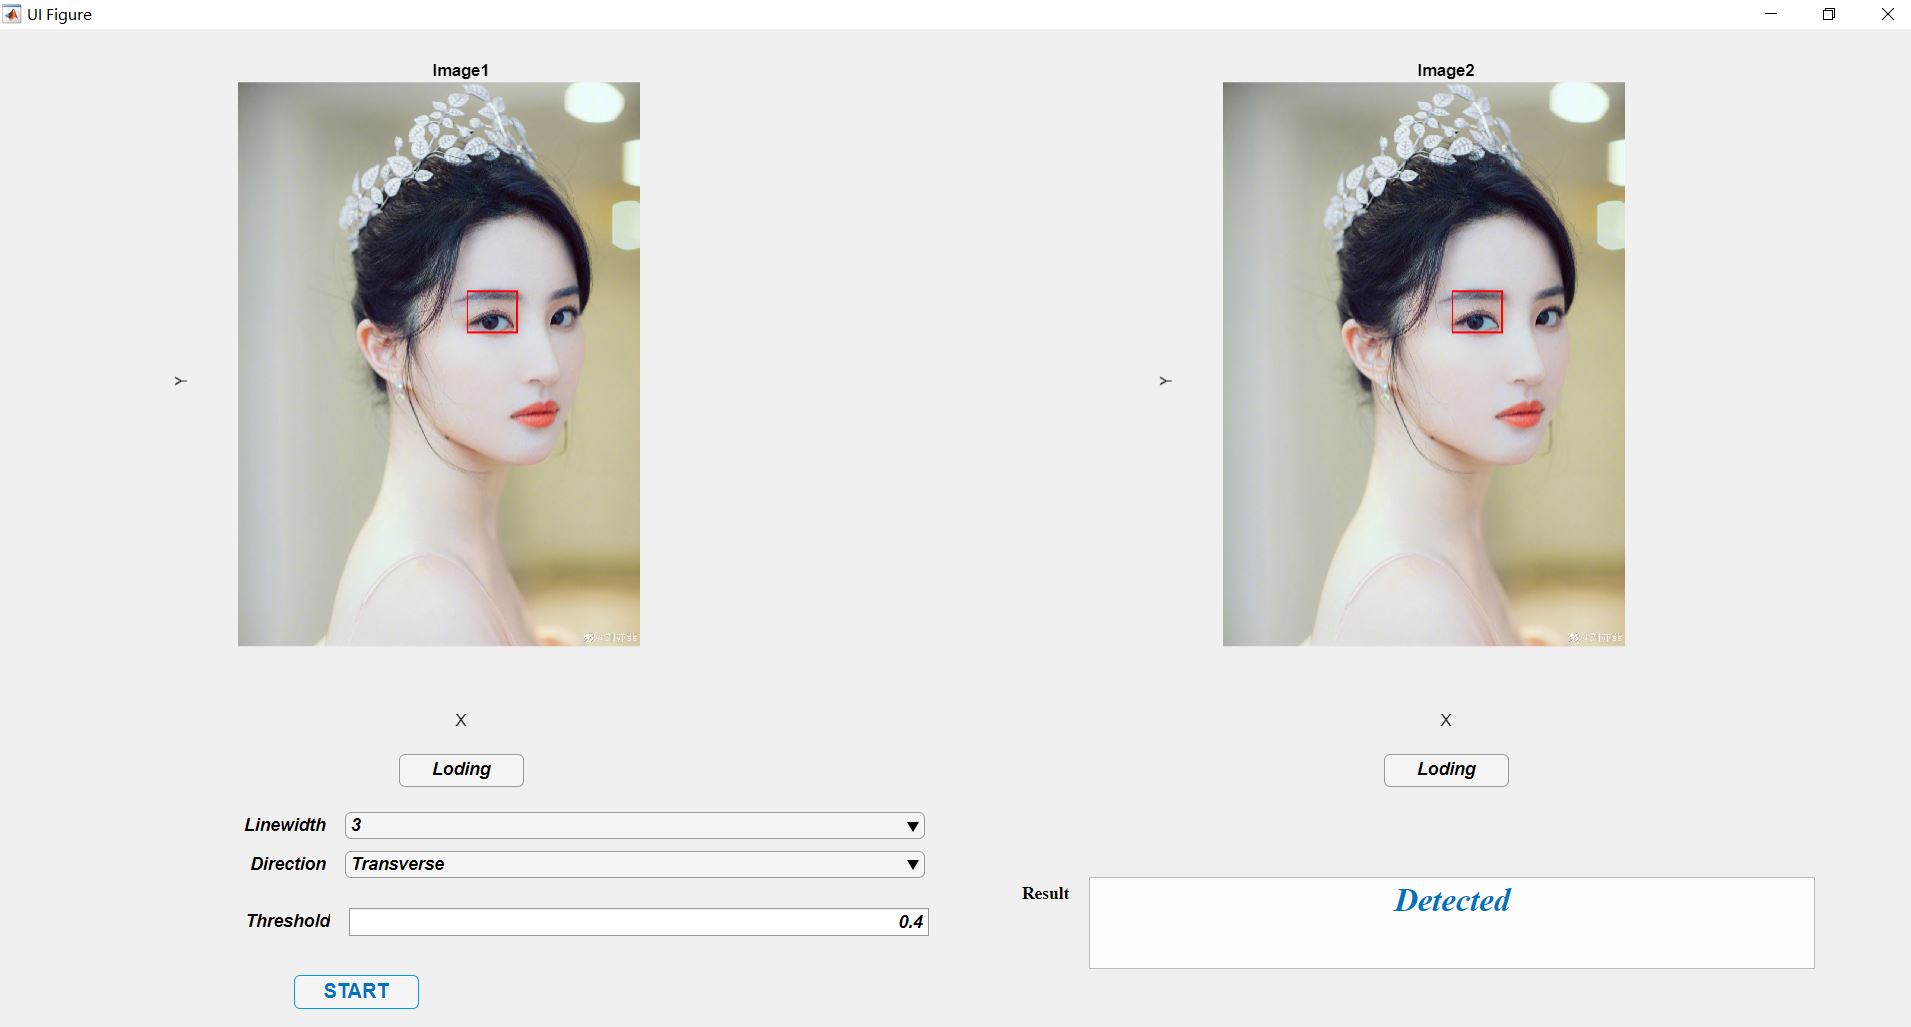 UI Figure
Image1
Image2
Y
Y
X
X
Loding
Loding
Linewidth
3
Direction
Transverse
Threshold
0.4
Result
Detected
START